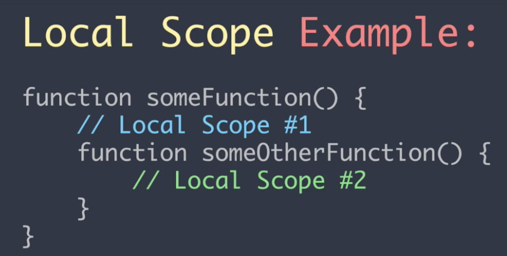 Local Scope Example:
function someFunction() {
    // Local Scope #1
    function someOtherFunction() {
        // Local Scope #2
    }
}